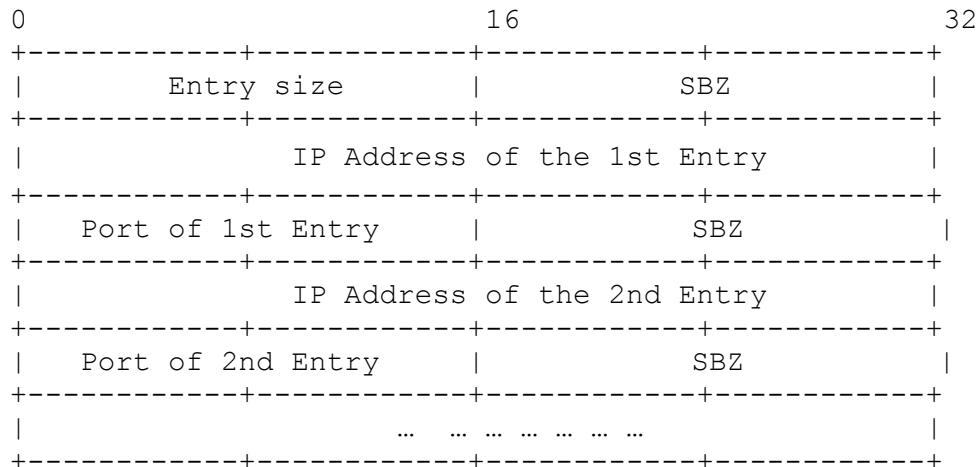 0                              16                            32
+-----------+-----------+-----------+-----------+
|       Entry size      |          SBZ          |
+-----------+-----------+-----------+-----------+
|             IP Address of the 1st Entry       |
+-----------+-----------+-----------+-----------+
|   Port of 1st Entry   |          SBZ          |
+-----------+-----------+-----------+-----------+
|             IP Address of the 2nd Entry       |
+-----------+-----------+-----------+-----------+
|   Port of 2nd Entry   |          SBZ          |
+-----------+-----------+-----------+-----------+
|                   … … … … … … …               |
+-----------+-----------+-----------+-----------+